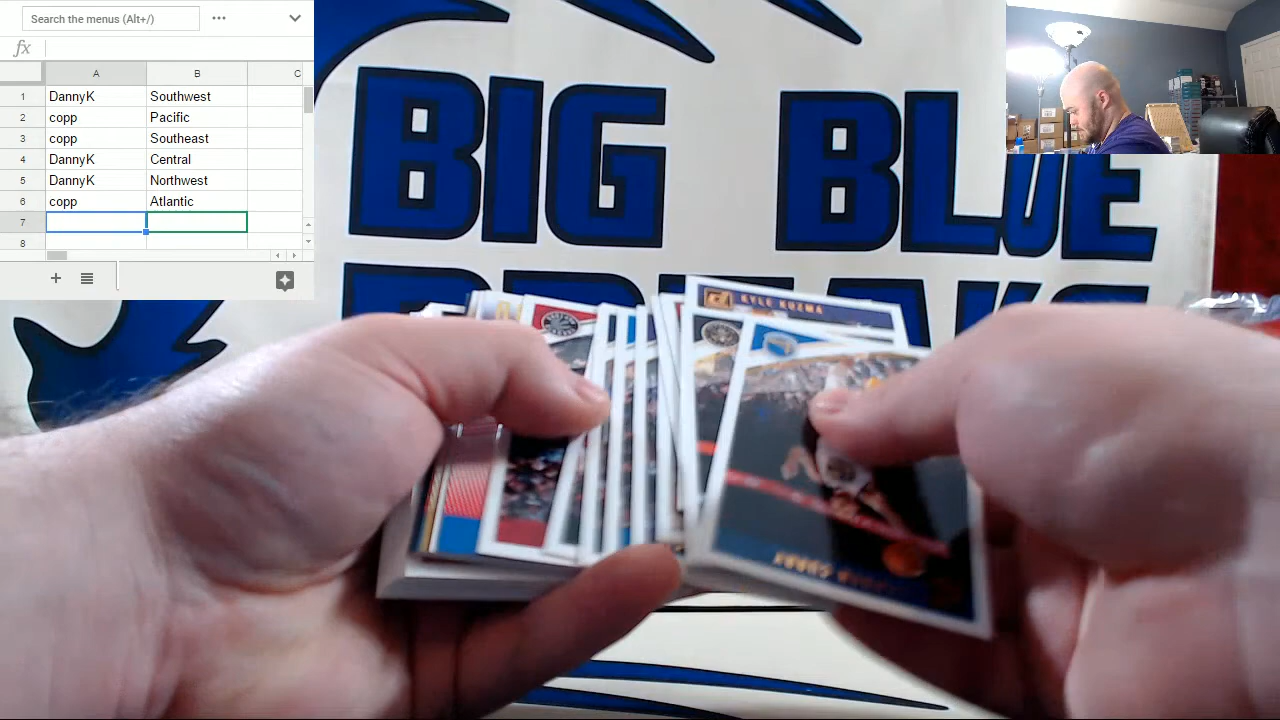 Search the menus (Alt+/)
fx
A B C
1 DannyK Southwest
2 copp Pacific
3 copp Southeast
4 DannyK Central
5 DannyK Northwest
6 copp Atlantic
7
8
BIG BLUE
BREAKS
KYLE KUZMA